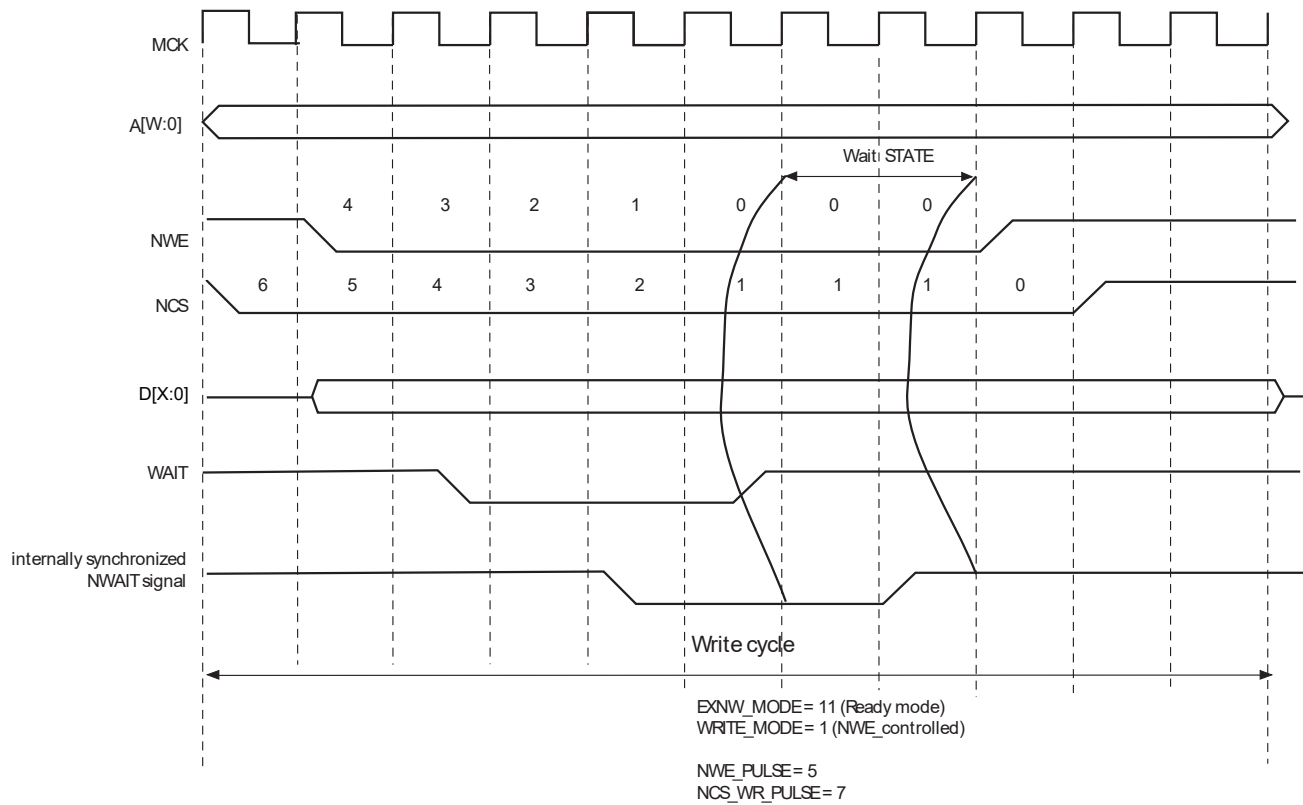 MCK
A[W:0]
Wait STATE
4 3 2 1 0 0 0
NWE
6 5 4 3 2 1 1 1 0
NCS
D[X:0]
WAIT
internally synchronized
NWAIT signal
Write cycle
EXNW_MODE = 11 (Ready mode)
WRITE_MODE = 1 (NWE_controlled)
NWE_PULSE = 5
NCS_WR_PULSE = 7